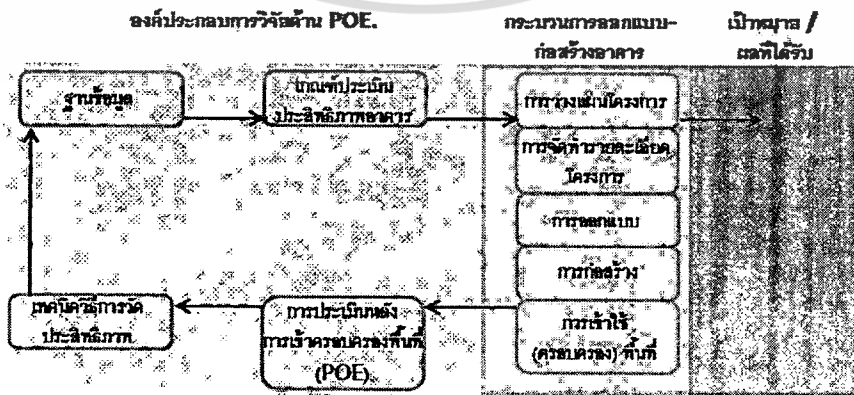 องค์ประกอบการวิจัยด้าน POE.
กระบวนการออกแบบ-
ก่อสร้างอาคาร
เป้าหมาย /
ผลที่ได้รับ
ฐานข้อมูล
เกณฑ์ประเมิน
ประสิทธิภาพอาคาร
การวางแผนโครงการ
การจัดทำรายละเอียด
โครงการ
การออกแบบ
การก่อสร้าง
การเข้าใช้
(ครอบครอง) พื้นที่
การประเมินหลัง
การเข้าครอบครองพื้นที่
(POE)
เทคนิควิธีการวัด
ประสิทธิภาพ